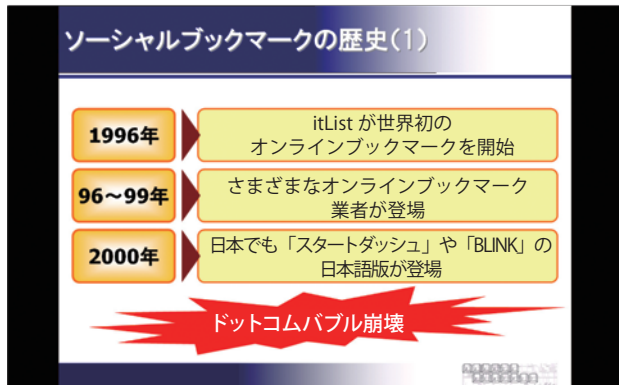 ソーシャルブックマークの歴史(1)
1996年
itList が世界初の
オンラインブックマークを開始
96~99年
さまざまなオンラインブックマーク
業者が登場
2000年
日本でも「スタートダッシュ」や「BLINK」の
日本語版が登場
ドットコムバブル崩壊